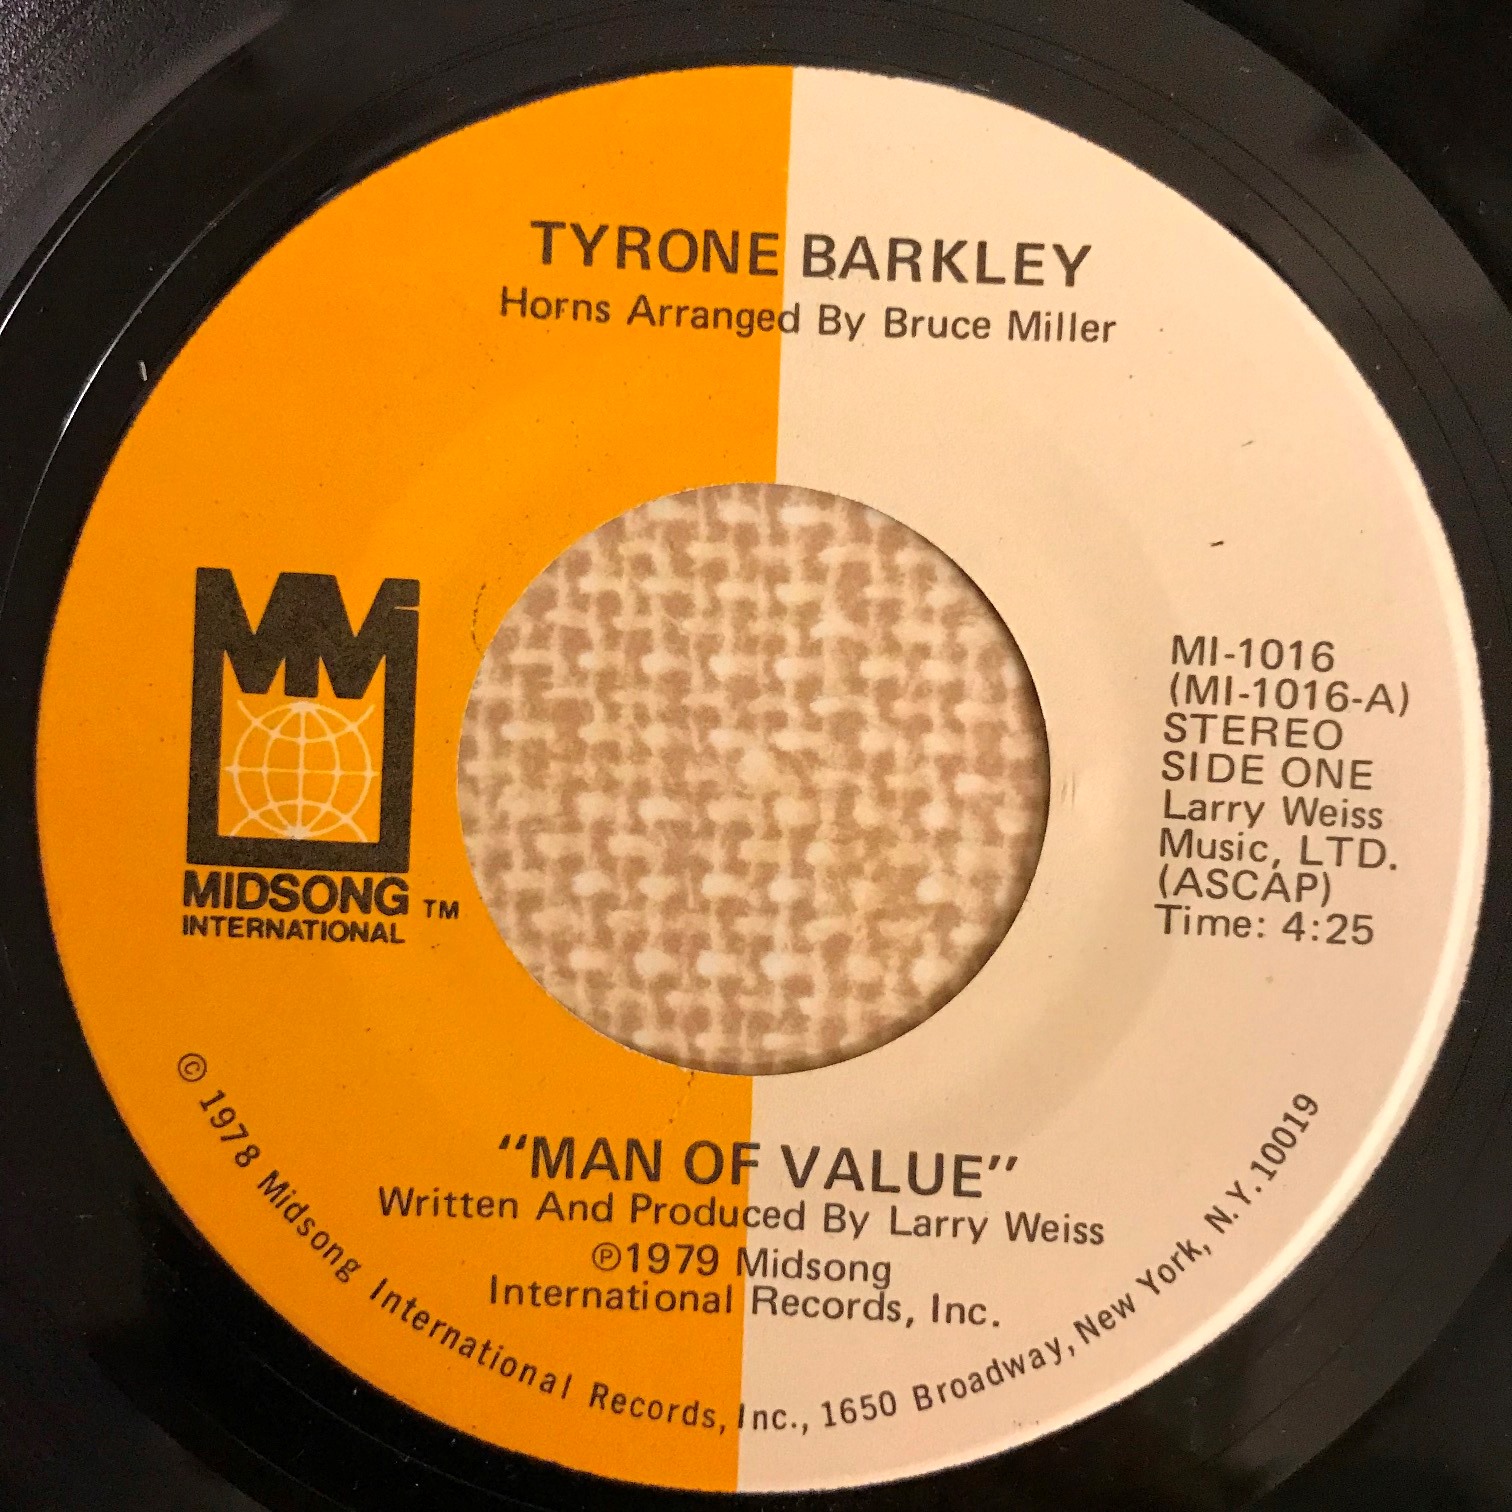 TYRONE BARKLEY
Horns Arranged By Bruce Miller
MIDSONG TM
INTERNATIONAL
MI-1016
(MI-1016-A)
STEREO
SIDE ONE
Larry Weiss
Music, LTD.
(ASCAP)
Time: 4:25
"MAN OF VALUE"
Written And Produced By Larry Weiss
℗1979 Midsong
International Records, Inc.
© 1978 Midsong International Records, Inc., 1650 Broadway, New York, N.Y. 10019